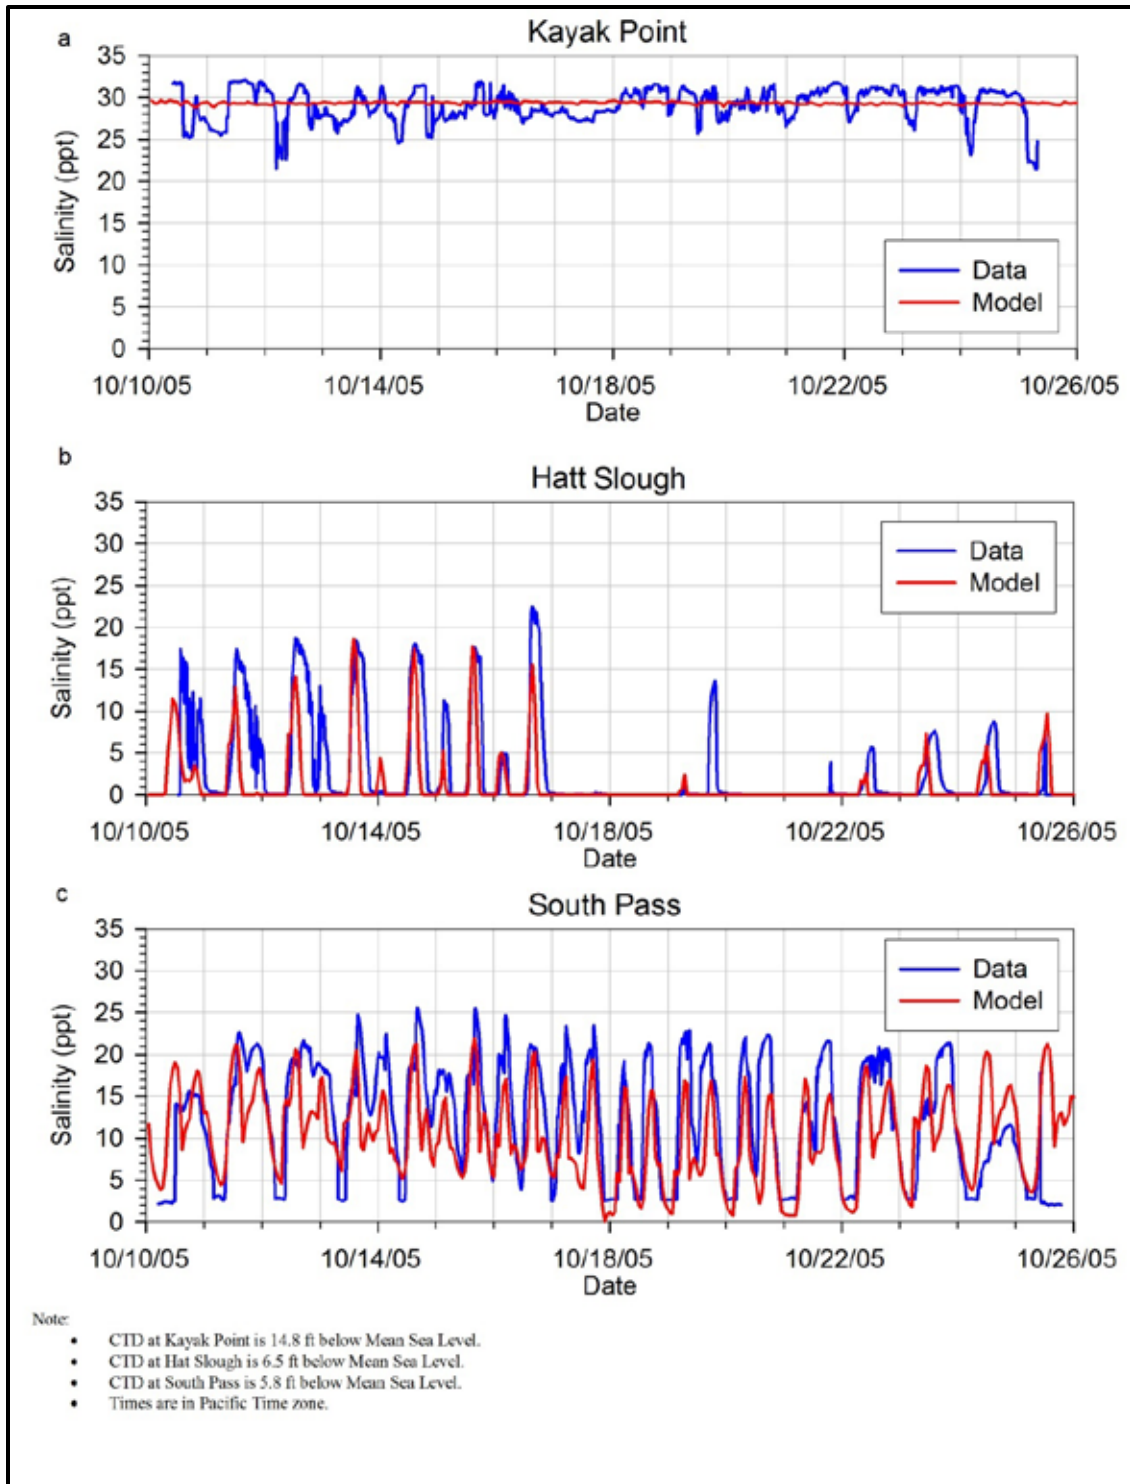 a
Kayak Point
35
30
25
20
15
10
5
0
Salinity (ppt)
Data
Model
10/10/05 10/14/05 10/18/05 10/22/05 10/26/05
Date
b
Hatt Slough
35
30
25
20
15
10
5
0
Salinity (ppt)
Data
Model
10/10/05 10/14/05 10/18/05 10/22/05 10/26/05
Date
c
South Pass
35
30
25
20
15
10
5
0
Salinity (ppt)
Data
Model
10/10/05 10/14/05 10/18/05 10/22/05 10/26/05
Date
Note:
• CTD at Kayak Point is 14.8 ft below Mean Sea Level.
• CTD at Hat Slough is 6.5 ft below Mean Sea Level.
• CTD at South Pass is 5.8 ft below Mean Sea Level.
• Times are in Pacific Time zone.